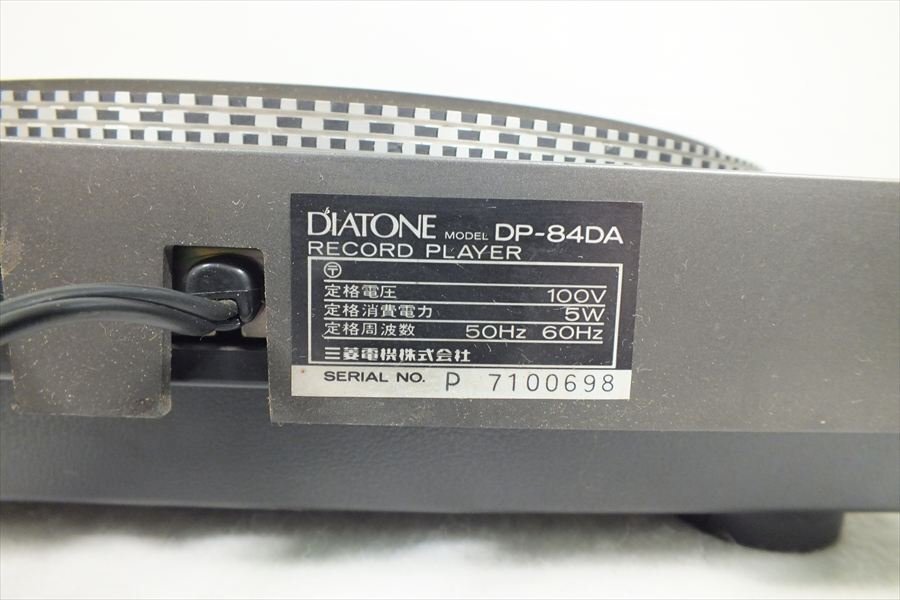 DIATONE MODEL DP-84DA
RECORD PLAYER
〒
定格電圧 100V
定格消費電力 5W
定格周波数 50Hz 60Hz
三菱電機株式会社
SERIAL NO. P 7100698